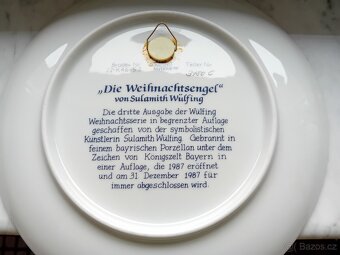 „Die Weihnachtsengel“
von Sulamith Wülfing
Die dritte Ausgabe der Wülfing
Weihnachtsserie in begrenzter Auflage
geschaffen von der symbolistischen
Künstlerin Sulamith Wülfing. Gebrannt in
feinem bayrischen Porzellan unter dem
Zeichen von Königszelt Bayern in
einer Auflage, die 1987 eröffnet
und am 31. Dezember 1987 für
immer abgeschlossen wird.
Bazos.cz